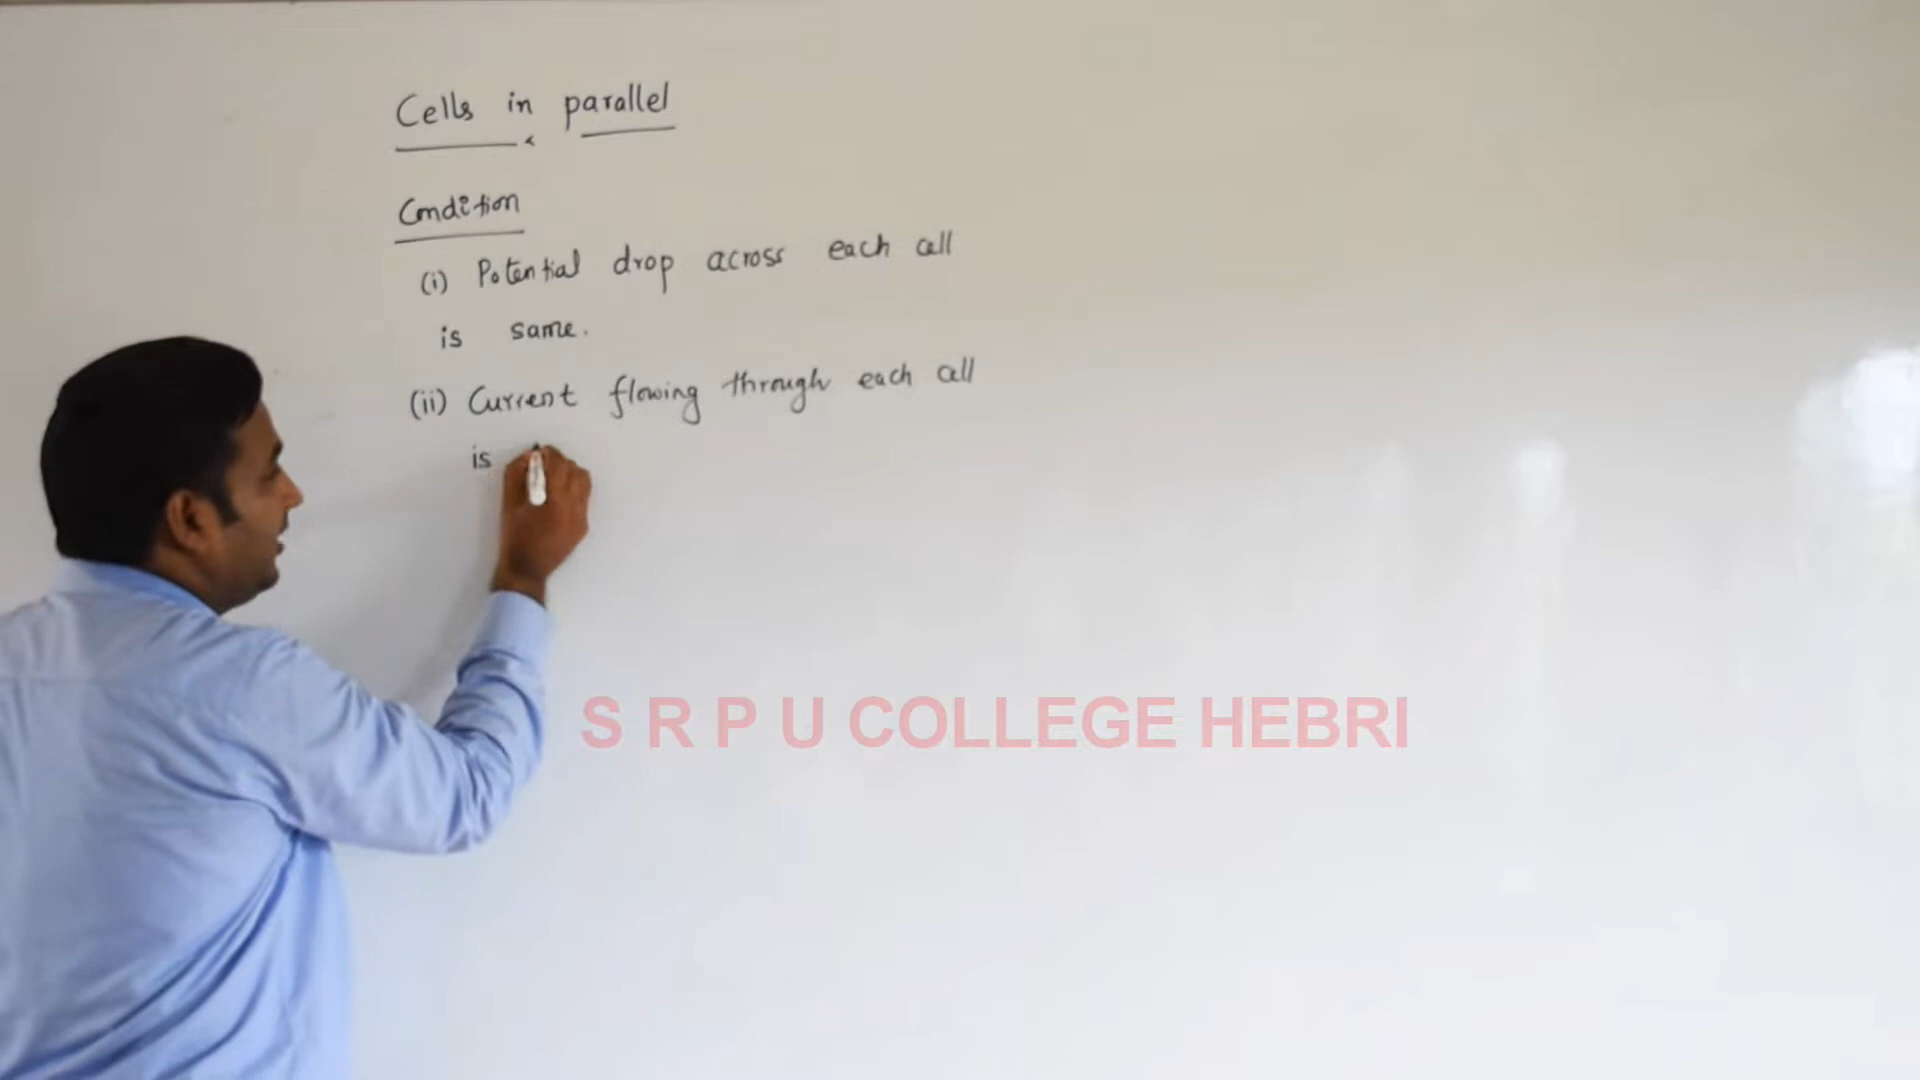 Cells in parallel
Condition
(i) Potential drop across each cell
is same.
(ii) Current flowing through each cell
is
S R P U COLLEGE HEBRI